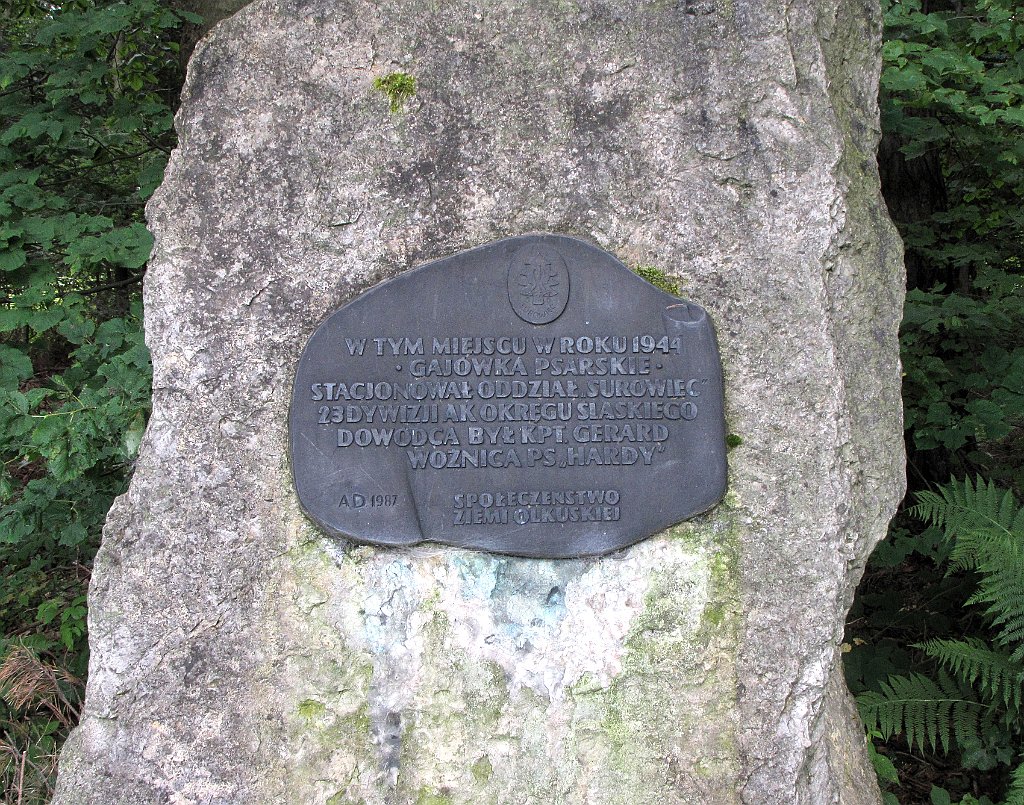 W TYM MIEJSCU W ROKU 1944
· GAJÓWKA PSARSKIE ·
STACJONOWAŁ ODDZIAŁ „SUROWIEC”
23 DYWIZJI AK OKRĘGU ŚLĄSKIEGO
DOWÓDCĄ BYŁ KPT. GERARD
WOŹNICA PS „HARDY”
AD 1987
SPOŁECZEŃSTWO
ZIEMI OLKUSKIEJ